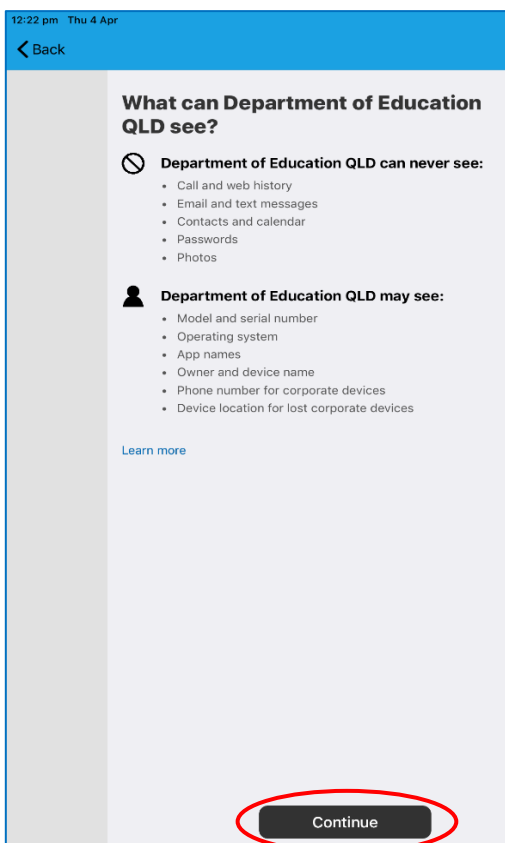 12:22 pm Thu 4 Apr
Back
What can Department of Education
QLD see?
Department of Education QLD can never see:
• Call and web history
• Email and text messages
• Contacts and calendar
• Passwords
• Photos
Department of Education QLD may see:
• Model and serial number
• Operating system
• App names
• Owner and device name
• Phone number for corporate devices
• Device location for lost corporate devices
Learn more
Continue